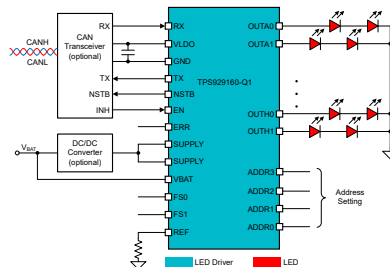 CANH
CANL
CAN
Transceiver
(optional)
RX
VLDO
GND
TX
NSTB
INH
RX
VLDO
GND
TX
NSTB
EN
ERR
SUPPLY
SUPPLY
VBAT
FS0
FS1
REF
TPS929160-Q1
OUTA0
OUTA1
OUTH0
OUTH1
ADDR3
ADDR2
ADDR1
ADDR0
Address
Setting
VBAT
DC/DC
Converter
(optional)
LED Driver
LED